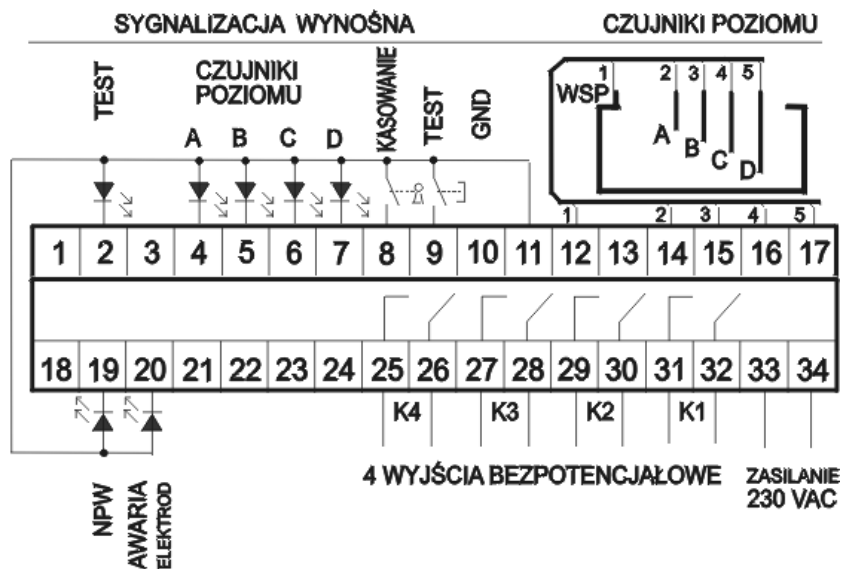 SYGNALIZACJA WYNOŚNA
CZUJNIKI POZIOMU
TEST
CZUJNIKI
POZIOMU
A B C D
KASOWANIE
TEST
GND
1 2 3 4 5
WSP
A
B
C
D
1 2 3 4 5
1 2 3 4 5 6 7 8 9 10 11 12 13 14 15 16 17
18 19 20 21 22 23 24 25 26 27 28 29 30 31 32 33 34
K4 K3 K2 K1
4 WYJŚCIA BEZPOTENCJAŁOWE
ZASILANIE
230 VAC
NPW
AWARIA
ELEKTROD